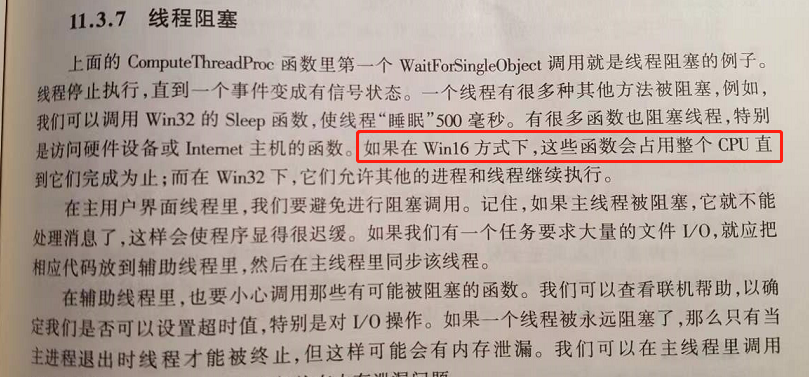 11.3.7 线程阻塞
上面的 ComputeThreadProc 函数里第一个 WaitForSingleObject 调用就是线程阻塞的例子。
线程停止执行,直到一个事件变成有信号状态。一个线程有很多种其他方法被阻塞,例如,
我们可以调用 Win32 的 Sleep 函数,使线程“睡眠”500 毫秒。有很多函数也阻塞线程,特别
是访问硬件设备或 Internet 主机的函数。如果在 Win16 方式下,这些函数会占用整个 CPU 直
到它们完成为止;而在 Win32 下,它们允许其他的进程和线程继续执行。
在主用户界面线程里,我们要避免进行阻塞调用。记住,如果主线程被阻塞,它就不能
处理消息了,这样会使程序显得很迟缓。如果我们有一个任务要求大量的文件 I/O,就应把
相应代码放到辅助线程里,然后在主线程里同步该线程。
在辅助线程里,也要小心调用那些有可能被阻塞的函数。我们可以查看联机帮助,以确
定我们是否可以设置超时值,特别是对 I/O 操作。如果一个线程被永远阻塞了,那么只有当
主进程退出时线程才能被终止,但这样可能会有内存泄漏。我们可以在主线程里调用